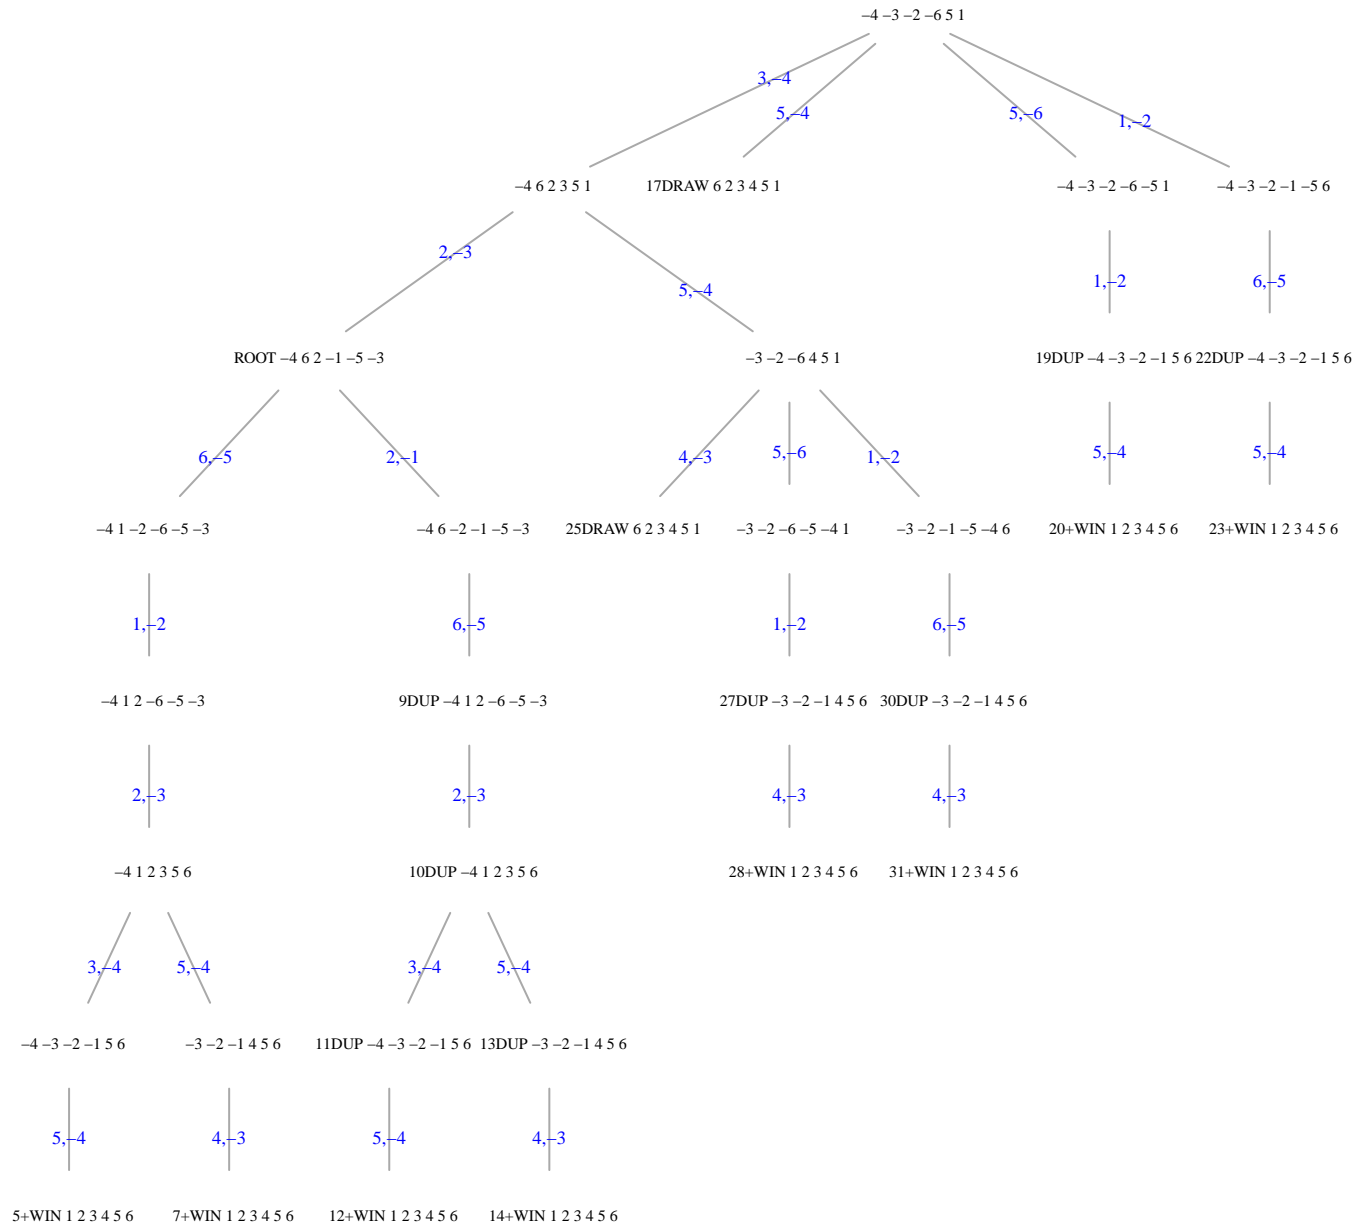 −4 −3 −2 −6 5 1
3,−4
5,−4
5,−6
1,−2
−4 6 2 3 5 1
17DRAW 6 2 3 4 5 1
−4 −3 −2 −6 −5 1
−4 −3 −2 −1 −5 6
2,−3
5,−4
1,−2
6,−5
ROOT −4 6 2 −1 −5 −3
−3 −2 −6 4 5 1
19DUP −4 −3 −2 −1 5 6
22DUP −4 −3 −2 −1 5 6
6,−5
2,−1
4,−3
5,−6
1,−2
5,−4
5,−4
−4 1 −2 −6 −5 −3
−4 6 −2 −1 −5 −3
25DRAW 6 2 3 4 5 1
−3 −2 −6 −5 −4 1
−3 −2 −1 −5 −4 6
20+WIN 1 2 3 4 5 6
23+WIN 1 2 3 4 5 6
1,−2
6,−5
1,−2
6,−5
−4 1 2 −6 −5 −3
9DUP −4 1 2 −6 −5 −3
27DUP −3 −2 −1 4 5 6
30DUP −3 −2 −1 4 5 6
2,−3
2,−3
4,−3
4,−3
−4 1 2 3 5 6
10DUP −4 1 2 3 5 6
28+WIN 1 2 3 4 5 6
31+WIN 1 2 3 4 5 6
3,−4
5,−4
3,−4
5,−4
−4 −3 −2 −1 5 6
−3 −2 −1 4 5 6
11DUP −4 −3 −2 −1 5 6
13DUP −3 −2 −1 4 5 6
5,−4
4,−3
5,−4
4,−3
5+WIN 1 2 3 4 5 6
7+WIN 1 2 3 4 5 6
12+WIN 1 2 3 4 5 6
14+WIN 1 2 3 4 5 6